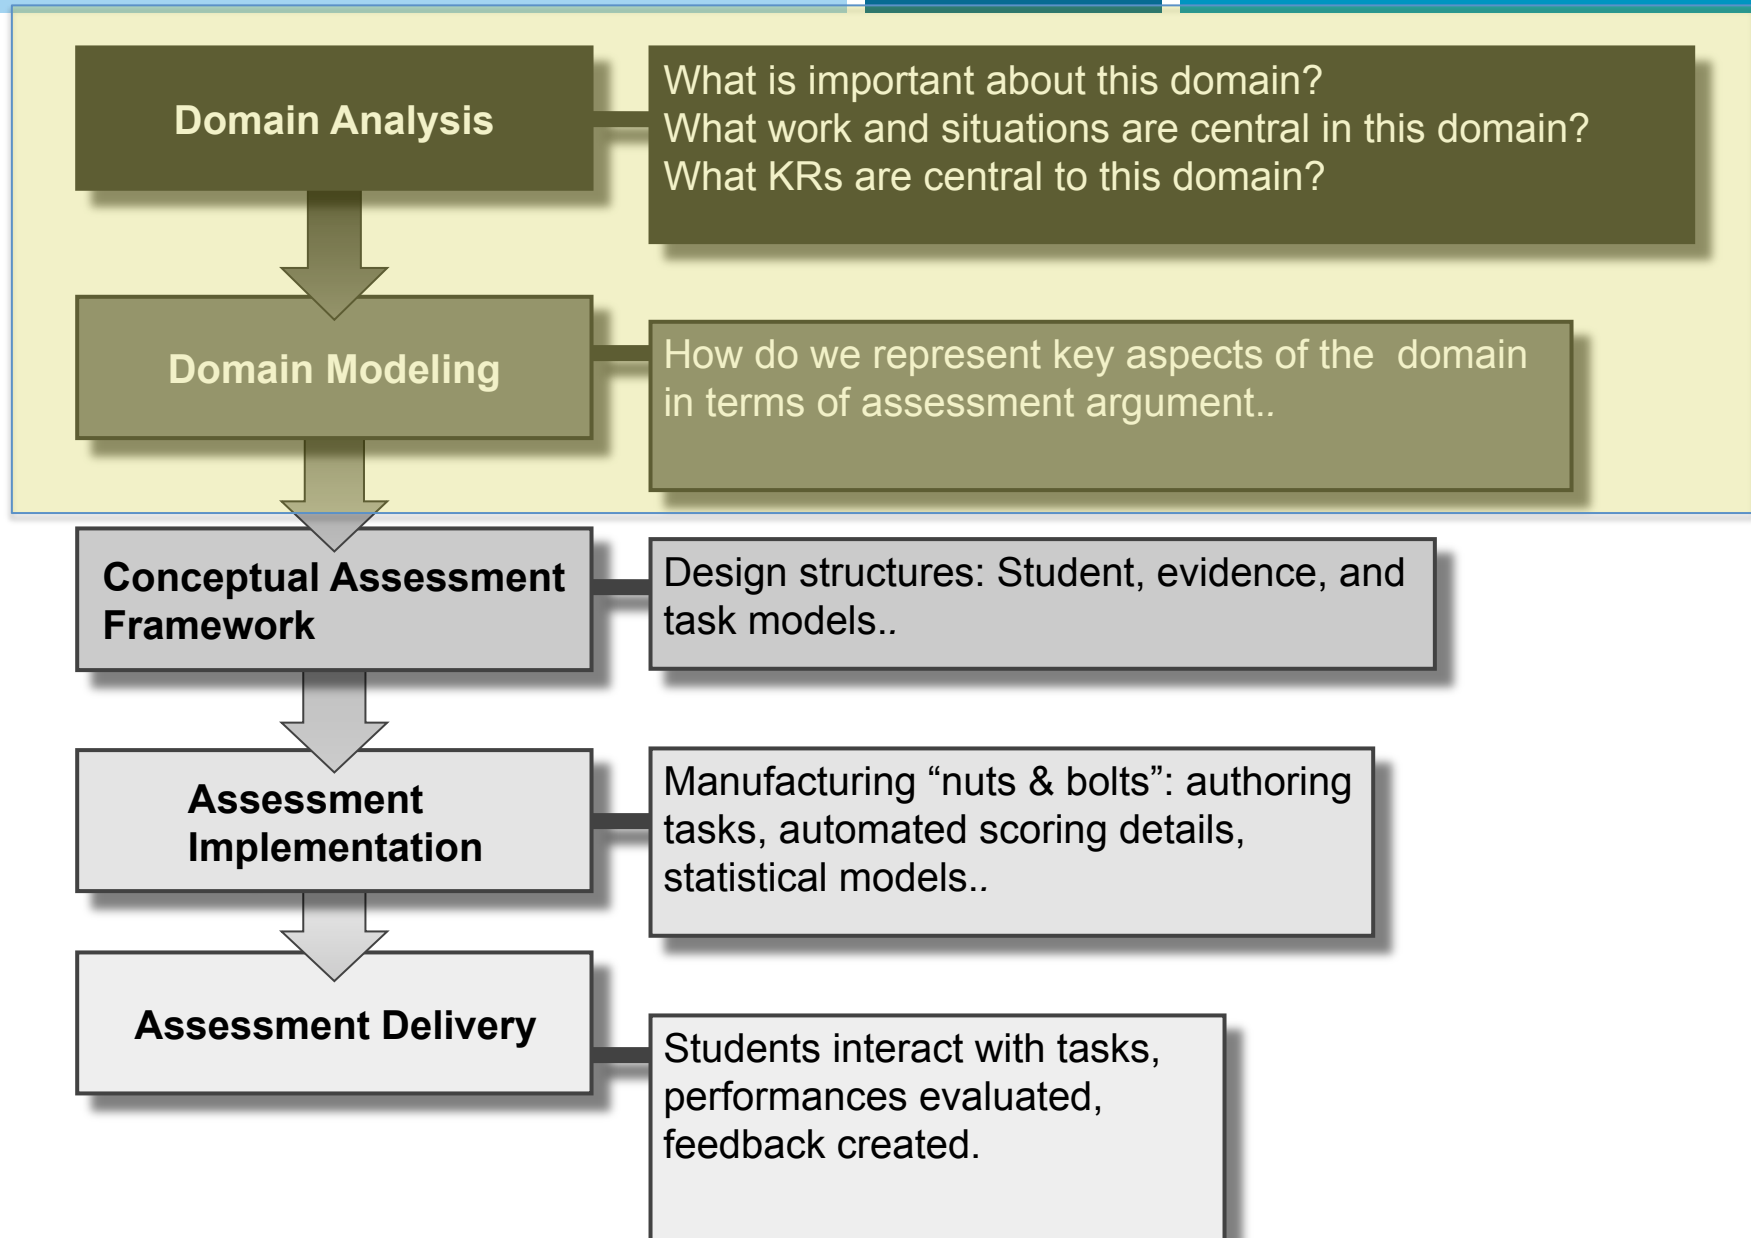 Domain Analysis
What is important about this domain?
What work and situations are central in this domain?
What KRs are central to this domain?
Domain Modeling
How do we represent key aspects of the  domain
in terms of assessment argument...
Conceptual Assessment
Framework
Design structures: Student, evidence, and
task models...
Assessment
Implementation
Manufacturing “nuts & bolts”: authoring
tasks, automated scoring details,
statistical models...
Assessment Delivery
Students interact with tasks,
performances evaluated,
feedback created.